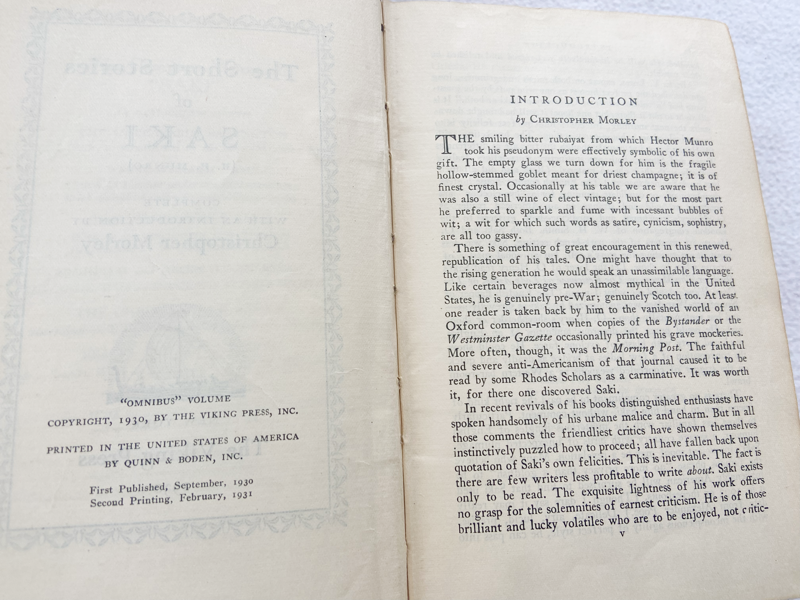 The Short Stories
of
SAKI
(H. H. MUNRO)
COMPLETE
WITH AN INTRODUCTION BY
Christopher Morley
"OMNIBUS" VOLUME
COPYRIGHT, 1930, BY THE VIKING PRESS, INC.
PRINTED IN THE UNITED STATES OF AMERICA
BY QUINN & BODEN, INC.
First Published, September, 1930
Second Printing, February, 1931
INTRODUCTION
by CHRISTOPHER MORLEY
THE smiling bitter rubaiyat from which Hector Munro
took his pseudonym were effectively symbolic of his own
gift. The empty glass we turn down for him is the fragile
hollow-stemmed goblet meant for driest champagne; it is of
finest crystal. Occasionally at his table we are aware that he
was also a still wine of elect vintage; but for the most part
he preferred to sparkle and fume with incessant bubbles of
wit; a wit for which such words as satire, cynicism, sophistry,
are all too gassy.
There is something of great encouragement in this renewed
republication of his tales. One might have thought that to
the rising generation he would speak an unassimilable language.
Like certain beverages now almost mythical in the United
States, he is genuinely pre-War; genuinely Scotch too. At least
one reader is taken back by him to the vanished world of an
Oxford common-room when copies of the Bystander or the
Westminster Gazette occasionally printed his grave mockeries.
More often, though, it was the Morning Post. The faithful
and severe anti-Americanism of that journal caused it to be
read by some Rhodes Scholars as a carminative. It was worth
it, for there one discovered Saki.
In recent revivals of his books distinguished enthusiasts have
spoken handsomely of his urbane malice and charm. But in all
those comments the friendliest critics have shown themselves
instinctively puzzled how to proceed; all have fallen back upon
quotation of Saki's own felicities. This is inevitable. The fact is
there are few writers less profitable to write about. Saki exists
only to be read. The exquisite lightness of his work offers
no grasp for the solemnities of earnest criticism. He is of those
brilliant and lucky volatiles who are to be enjoyed, not critic-
v